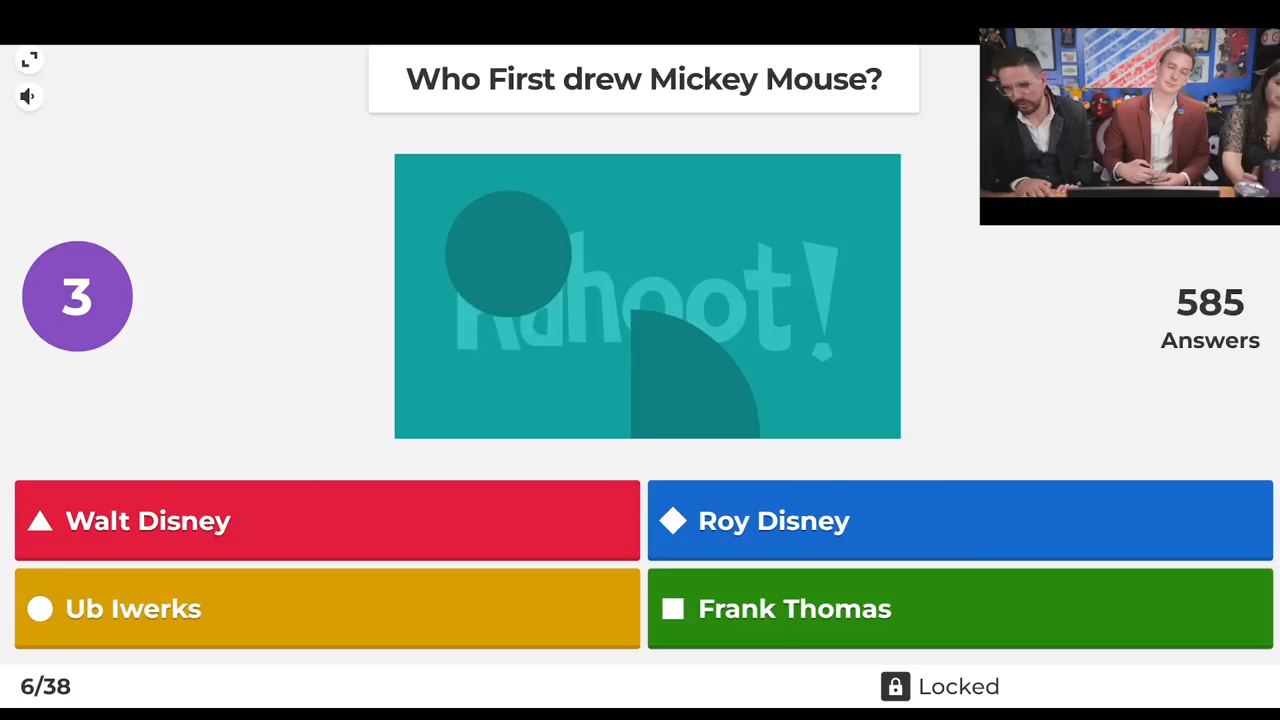 Who First drew Mickey Mouse?
Kahoot!
3
585
Answers
Walt Disney
Roy Disney
Ub Iwerks
Frank Thomas
6/38
Locked